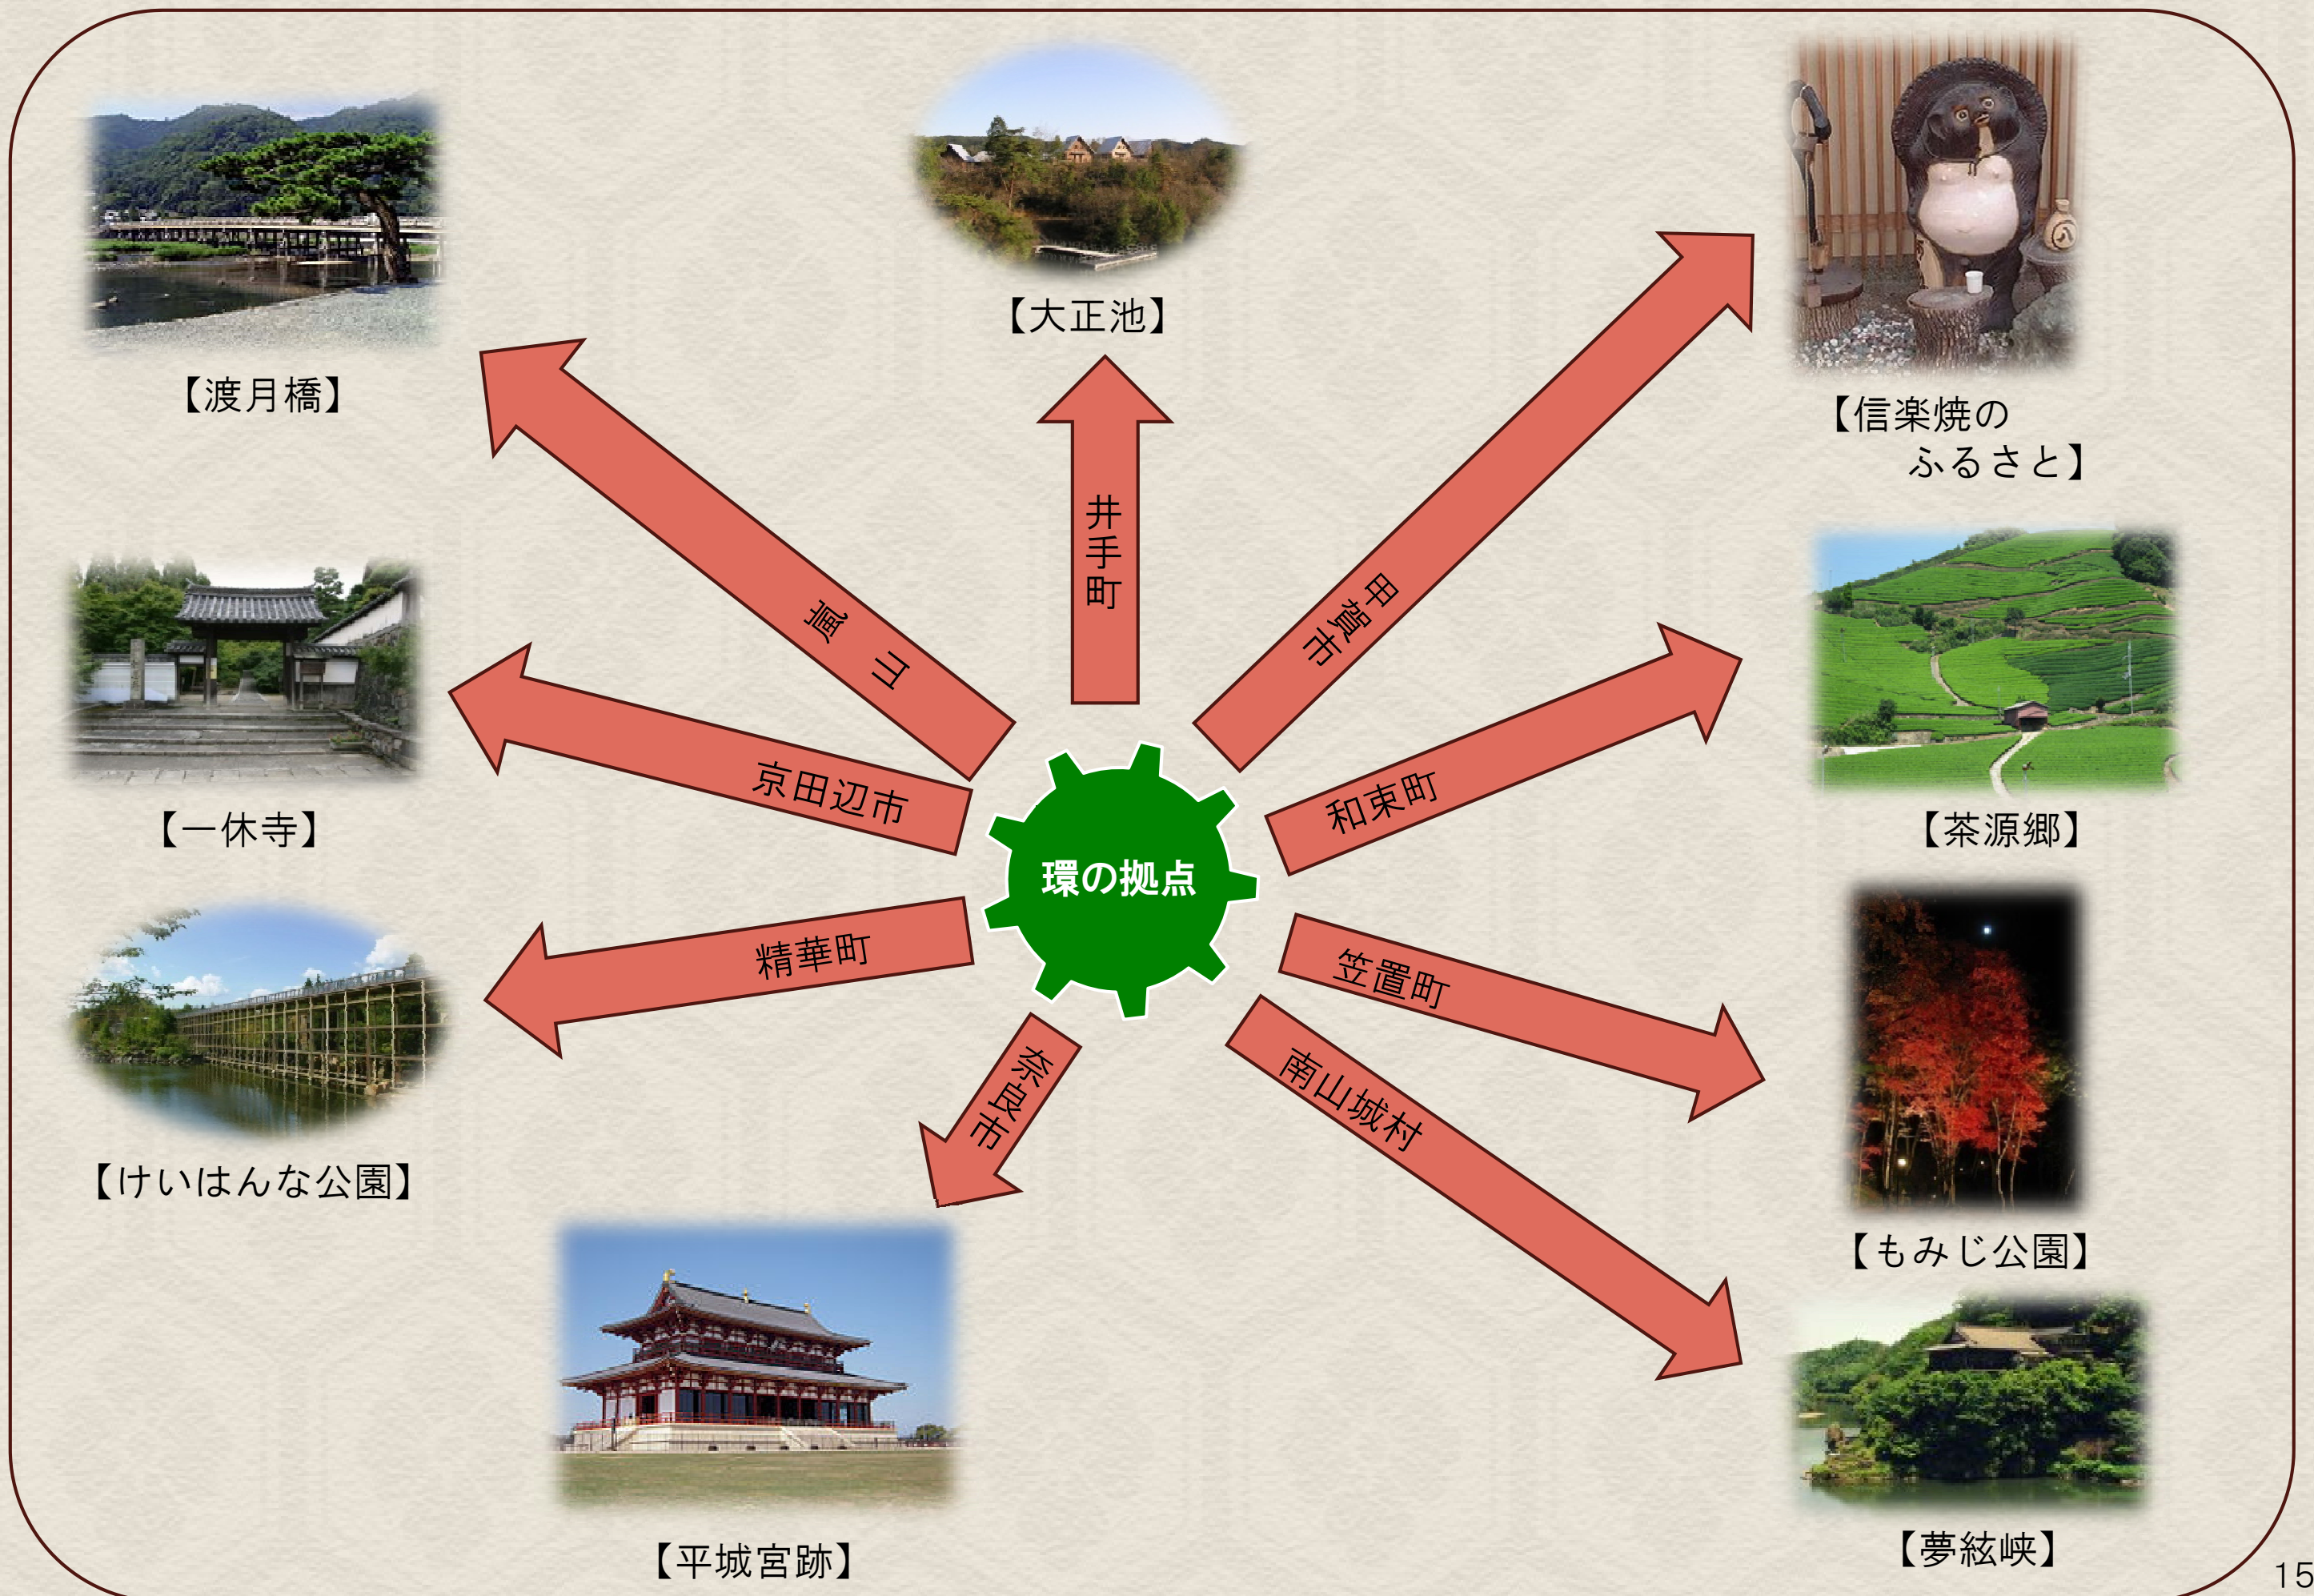 【大正池】
【渡月橋】
【信楽焼の
ふるさと】
井手町
甲賀市
嵐山
京田辺市
和束町
【一休寺】
【茶源郷】
環の拠点
精華町
笠置町
奈良市
南山城村
【けいはんな公園】
【もみじ公園】
【平城宮跡】
【夢絃峡】
15